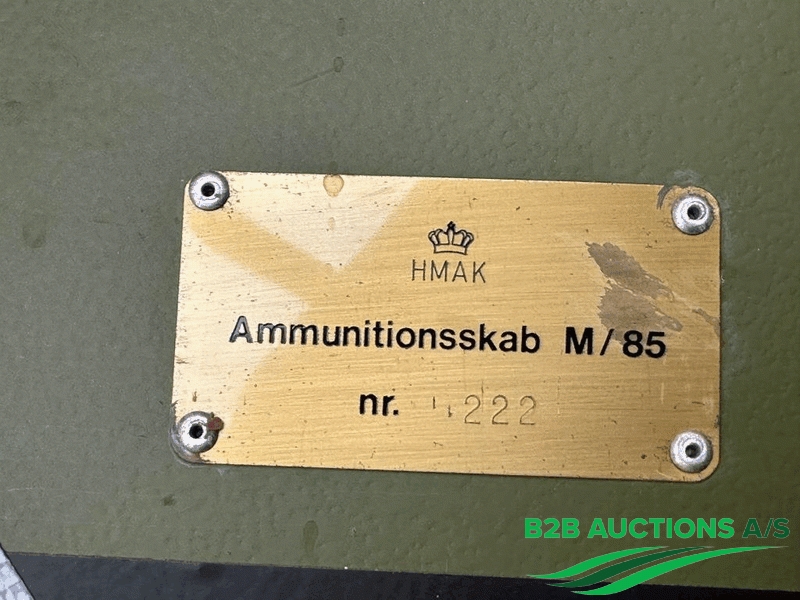 HMAK
Ammunitionsskab M/85
nr. 222
B2B AUCTIONS A/S